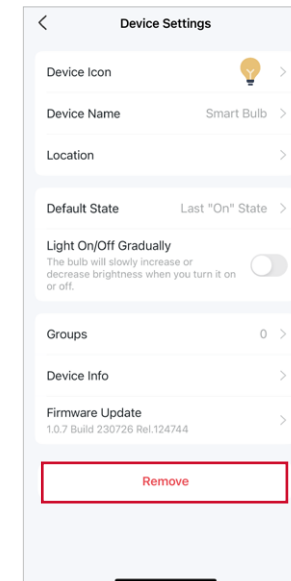 Device Settings
Device Icon
Device Name Smart Bulb
Location
Default State Last "On" State
Light On/Off Gradually
The bulb will slowly increase or
decrease brightness when you turn it on
or off.
Groups 0
Device Info
Firmware Update
1.0.7 Build 230726 Rel.124744
Remove